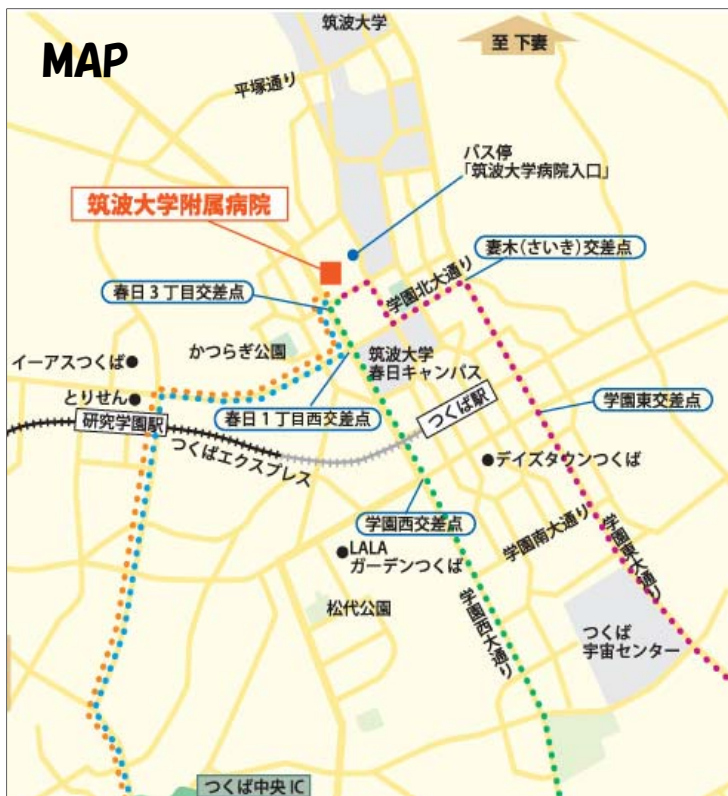 筑波大学
MAP
至 下妻
平塚通り
バス停
「筑波大学病院入口」
筑波大学附属病院
妻木(さいき)交差点
学園北大通り
春日3丁目交差点
かつらぎ公園
筑波大学
春日キャンパス
イーアスつくば
とりせん
春日1丁目西交差点
つくば駅
学園東交差点
研究学園駅
つくばエクスプレス
デイズタウンつくば
学園西交差点
学園南大通り
学園東大通り
LALA
ガーデンつくば
松代公園
学園西大通り
つくば
宇宙センター
つくば中央IC